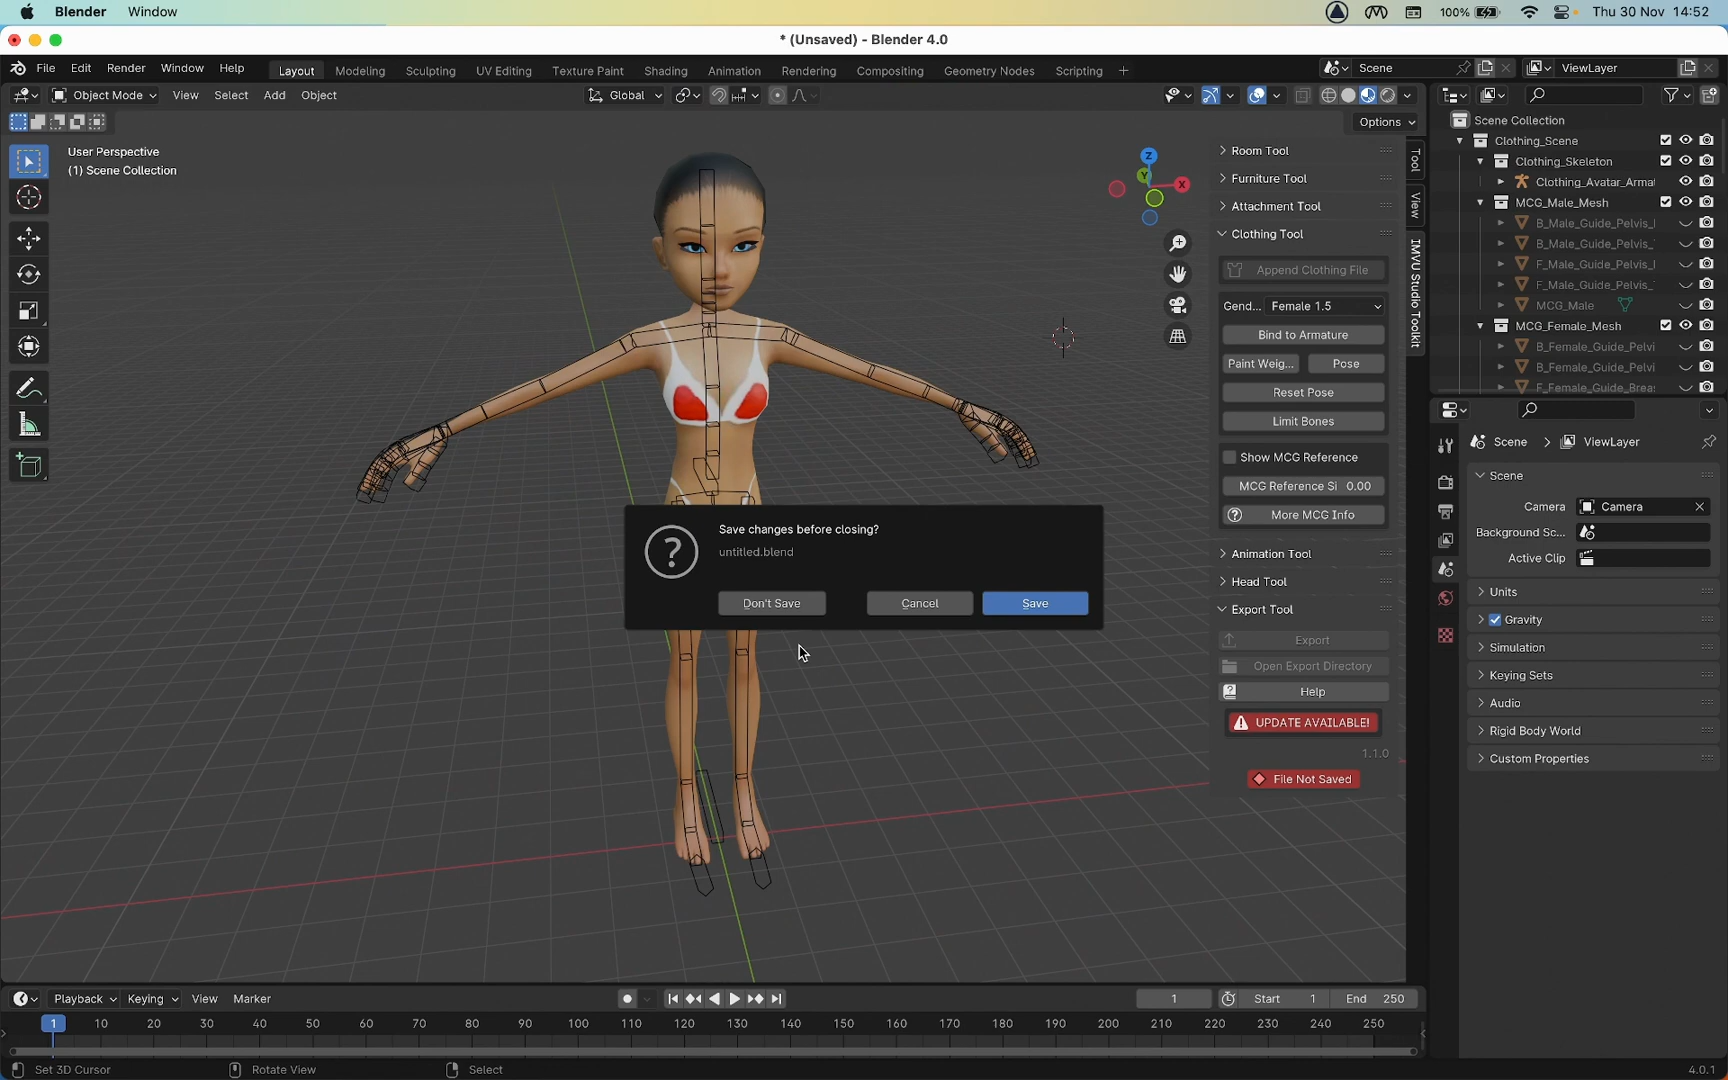 Blender Window 100% Thu 30 Nov 14:52
* (Unsaved) - Blender 4.0
File Edit Render Window Help Layout Modeling Sculpting UV Editing Texture Paint Shading Animation Rendering Compositing Geometry Nodes Scripting + Scene ViewLayer
Object Mode View Select Add Object Global
Options
User Perspective
(1) Scene Collection
Z
Y
X
Room Tool
Furniture Tool
Attachment Tool
Clothing Tool
Append Clothing File
Gend... Female 1.5
Bind to Armature
Paint Weig... Pose
Reset Pose
Limit Bones
Show MCG Reference
MCG Reference Si 0.00
More MCG Info
Animation Tool
Head Tool
Export Tool
Export
Open Export Directory
Help
UPDATE AVAILABLE!
1.1.0
File Not Saved
Tool
View
IMVU Studio Toolkit
Save changes before closing?
untitled.blend
Don't Save Cancel Save
Scene Collection
Clothing_Scene
Clothing_Skeleton
Clothing_Avatar_Armat
MCG_Male_Mesh
B_Male_Guide_Pelvis_
B_Male_Guide_Pelvis_
F_Male_Guide_Pelvis_
F_Male_Guide_Pelvis_
MCG_Male
MCG_Female_Mesh
B_Female_Guide_Pelvi
B_Female_Guide_Pelvi
F_Female_Guide_Breas
Scene > ViewLayer
Scene
Camera Camera
Background Sc...
Active Clip
Units
Gravity
Simulation
Keying Sets
Audio
Rigid Body World
Custom Properties
Playback Keying View Marker 1 Start 1 End 250
1 10 20 30 40 50 60 70 80 90 100 110 120 130 140 150 160 170 180 190 200 210 220 230 240 250
Set 3D Cursor Rotate View Select 4.0.1